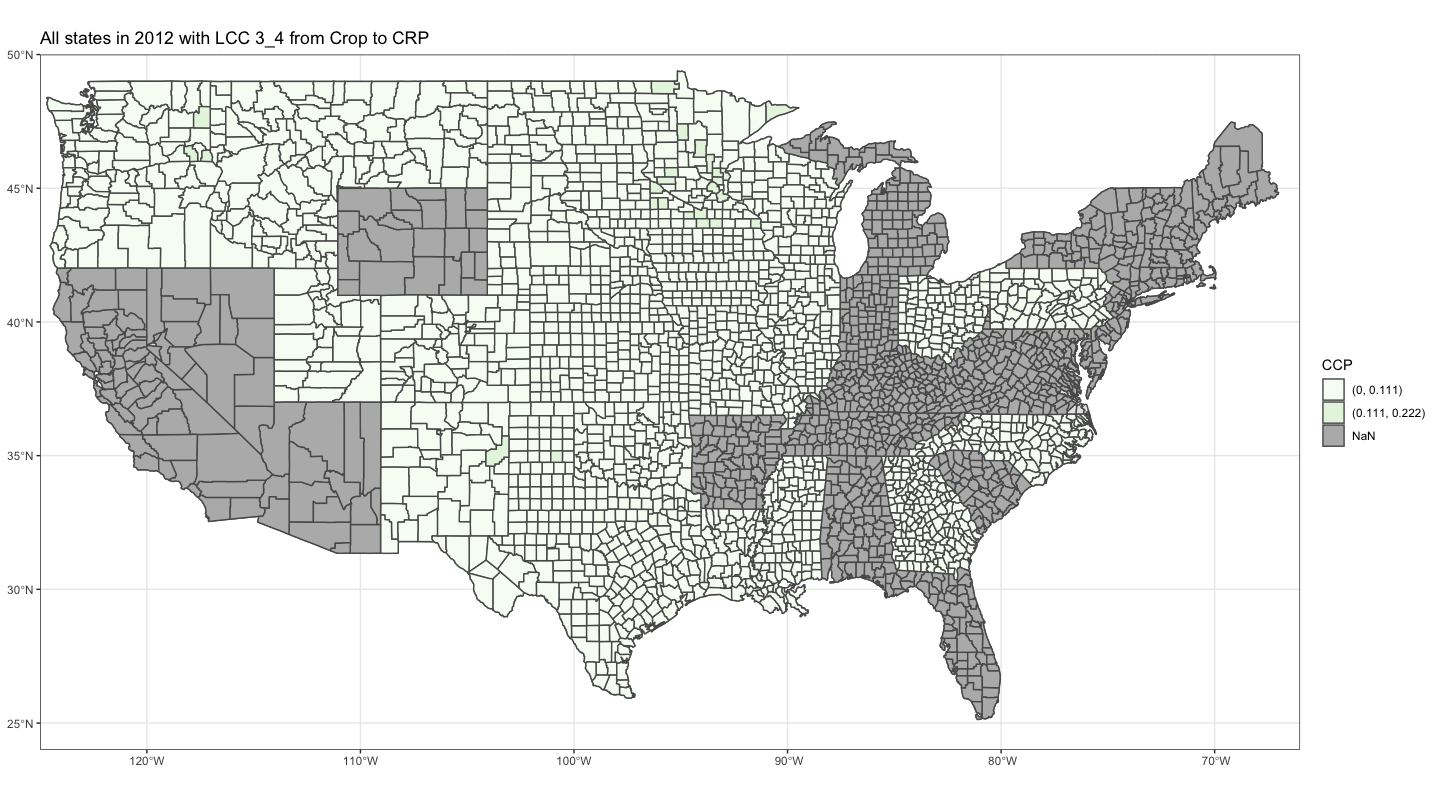 All states in 2012 with LCC 3_4 from Crop to CRP
50°N
45°N
40°N
35°N
30°N
25°N
120°W
110°W
100°W
90°W
80°W
70°W
CCP
(0, 0.111)
(0.111, 0.222)
NaN